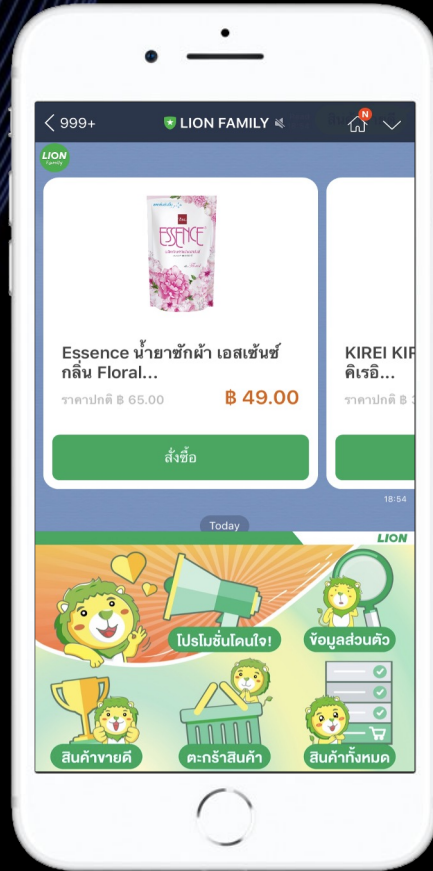 999+
LION FAMILY
N
LION
Family
ESSENCE
Essence น้ำยาซักผ้า เอสเซ้นซ์
กลิ่น Floral...
ราคาปกติ ฿ 65.00
฿ 49.00
สั่งซื้อ
KIREI KIR
คิเรอิ...
ราคาปกติ ฿
18:54
Today
LION
โปรโมชั่นโดนใจ!
ข้อมูลส่วนตัว
สินค้าขายดี
ตะกร้าสินค้า
สินค้าทั้งหมด